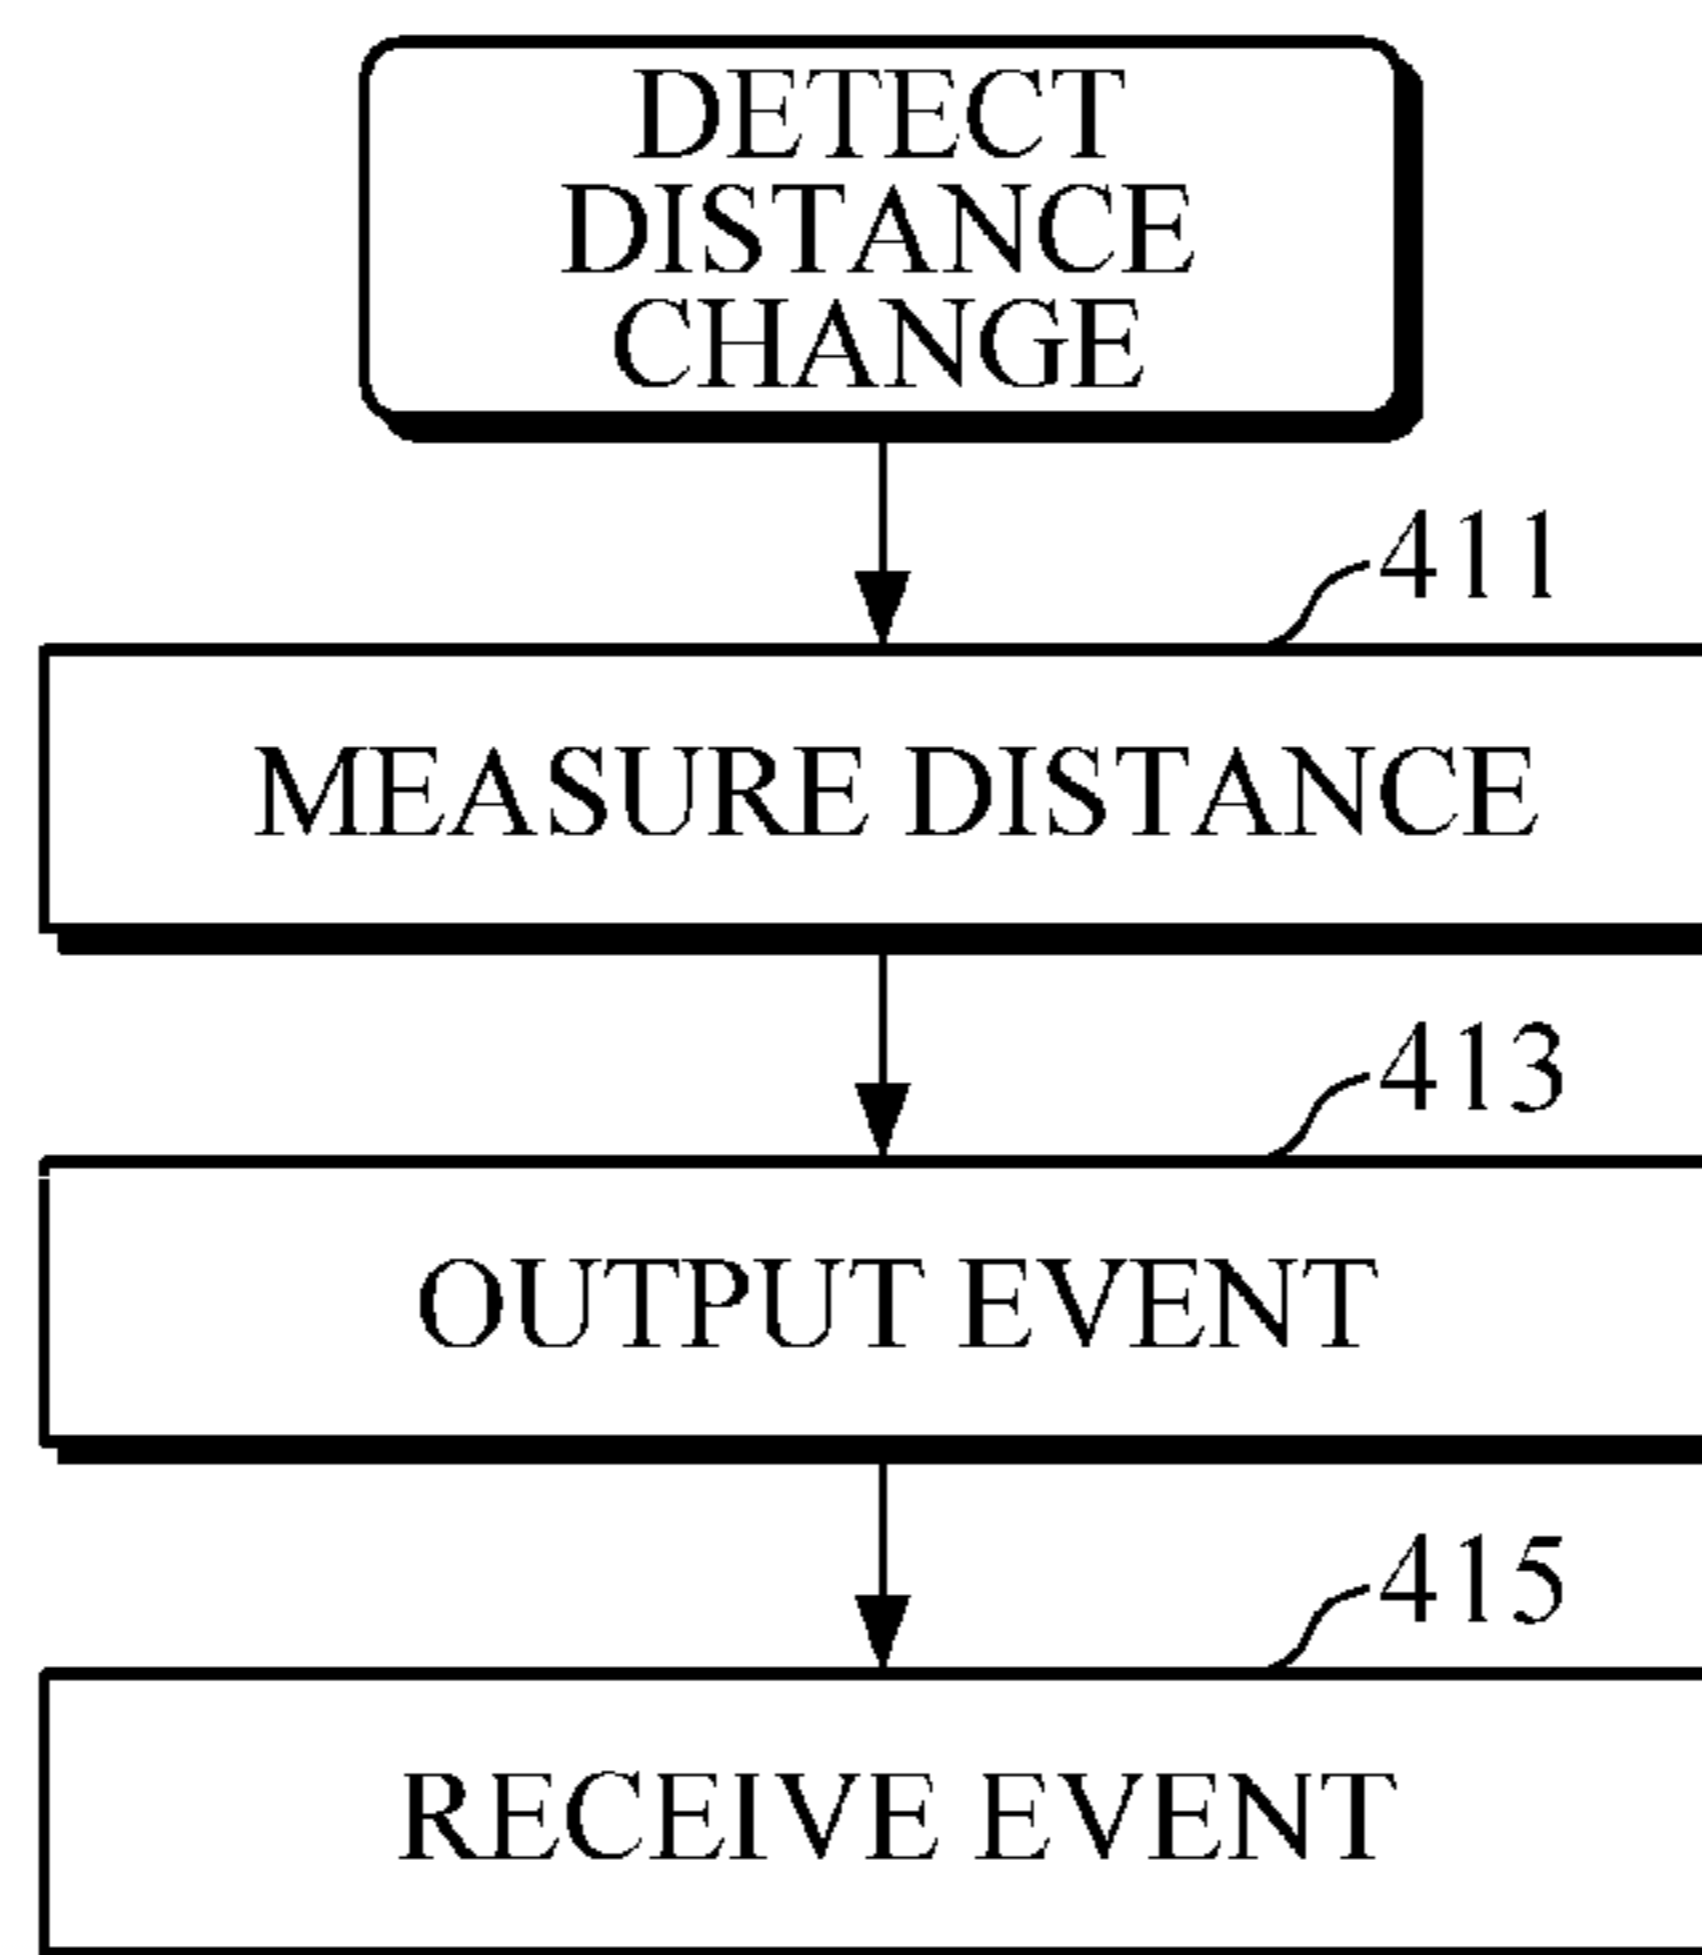 DETECT
DISTANCE
CHANGE
411
MEASURE DISTANCE
413
OUTPUT EVENT
415
RECEIVE EVENT